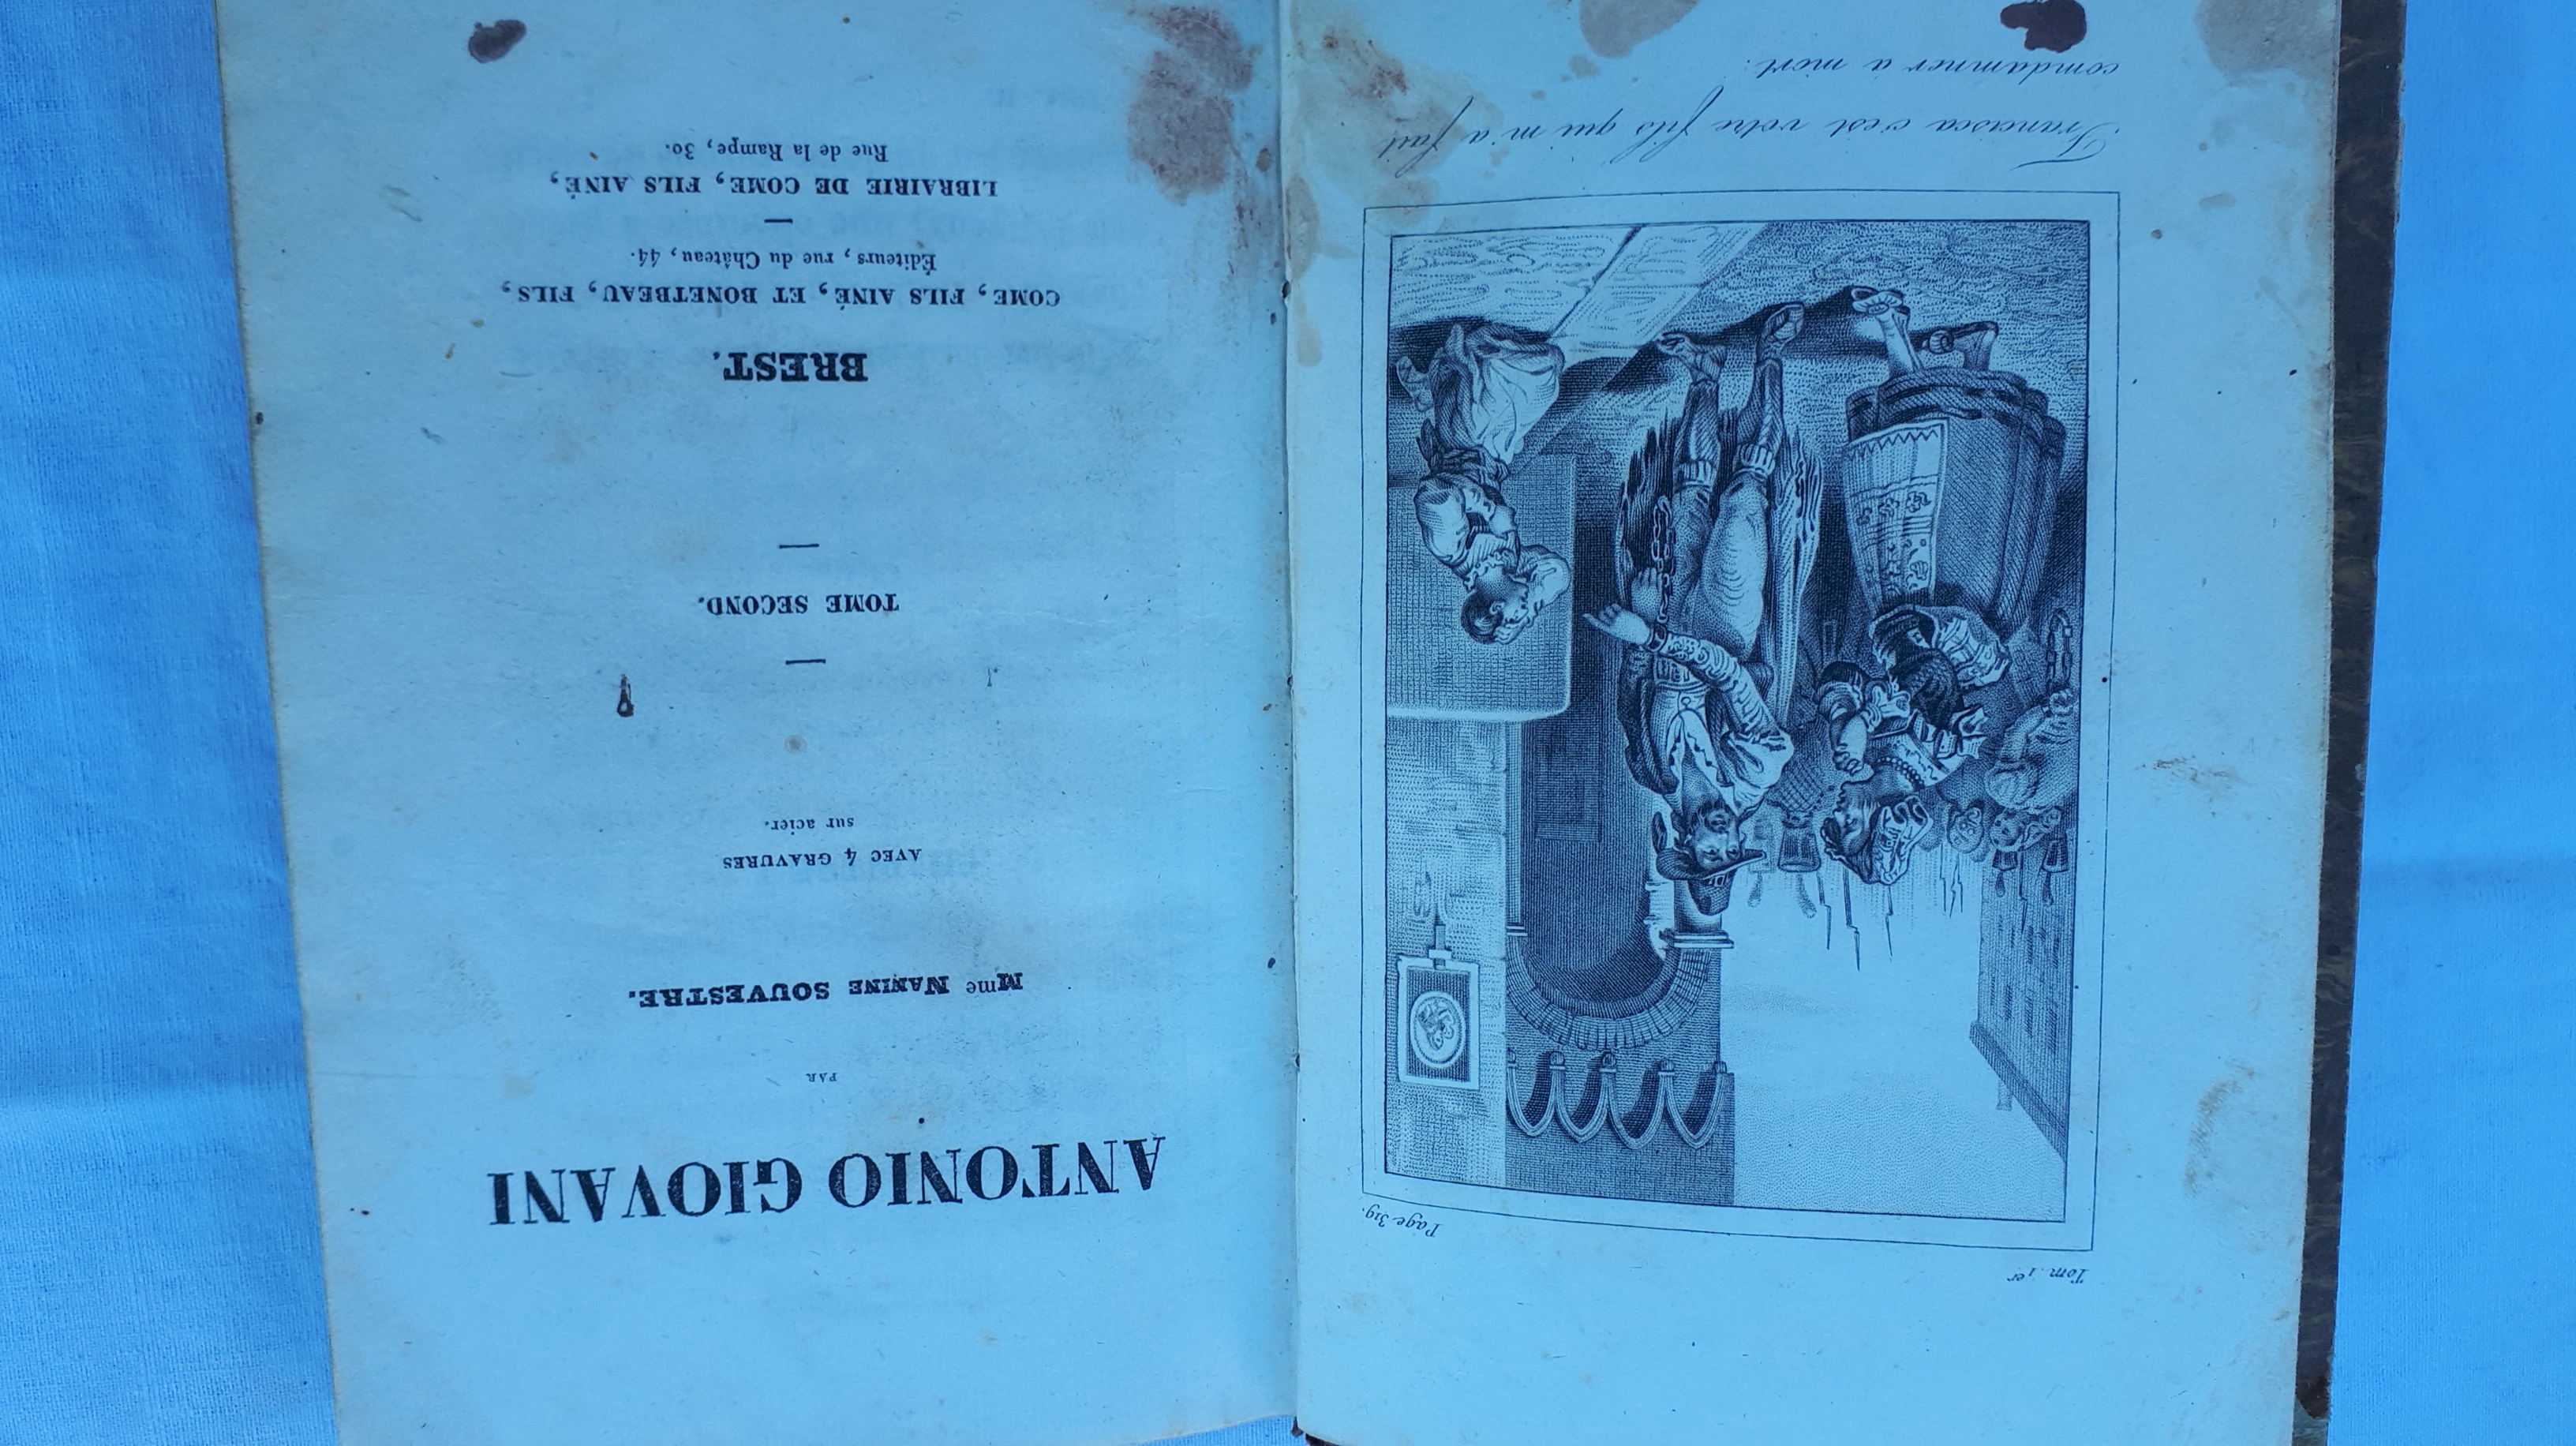 Tom. 1er
Page 319.
Francisca c'est votre fils qui m'a fait
comdamner a mort.
ANTONIO GIOVANI
PAR
Mme NANINE SOUVESTRE.
AVEC 4 GRAVURES
sur acier.
TOME SECOND.
BREST.
COME, FILS AINÉ, ET BONETBEAU, FILS,
Éditeurs, rue du Château, 44.
LIBRAIRIE DE COME, FILS AINÉ,
Rue de la Rampe, 30.